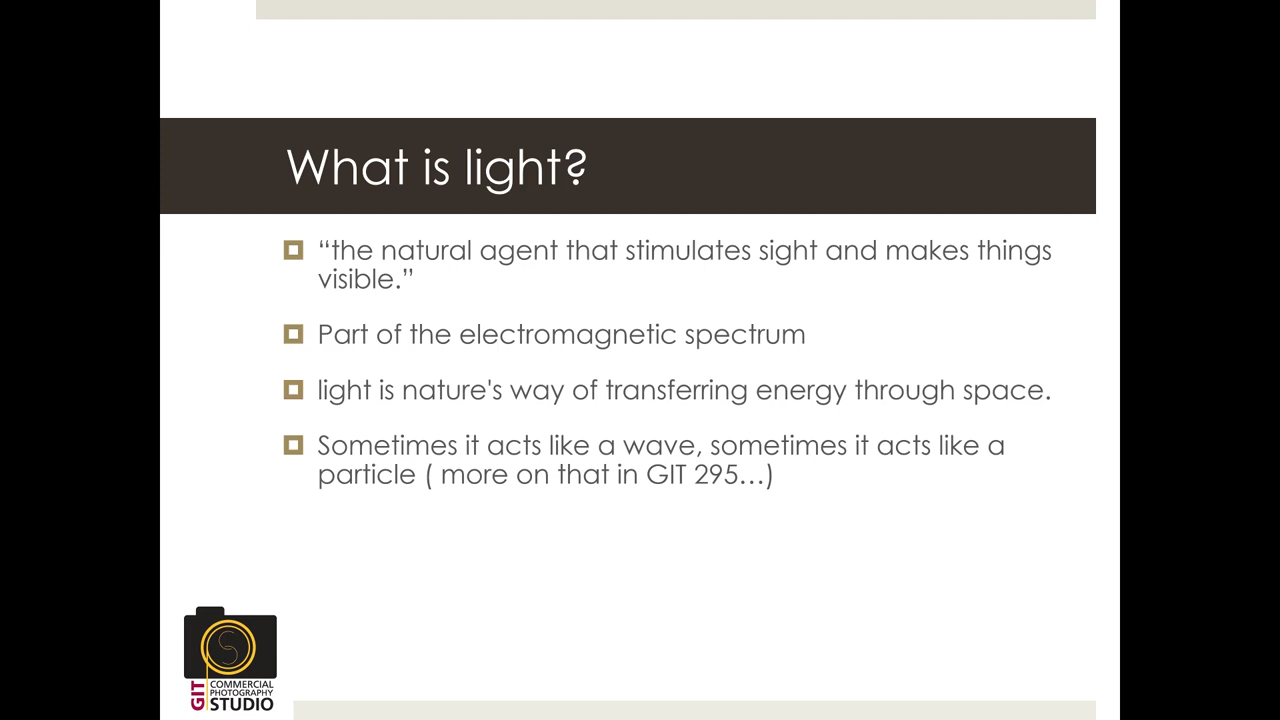 What is light?
“the natural agent that stimulates sight and makes things
visible.”
Part of the electromagnetic spectrum
light is nature's way of transferring energy through space.
Sometimes it acts like a wave, sometimes it acts like a
particle ( more on that in GIT 295…)
GIT
COMMERCIAL
PHOTOGRAPHY
STUDIO